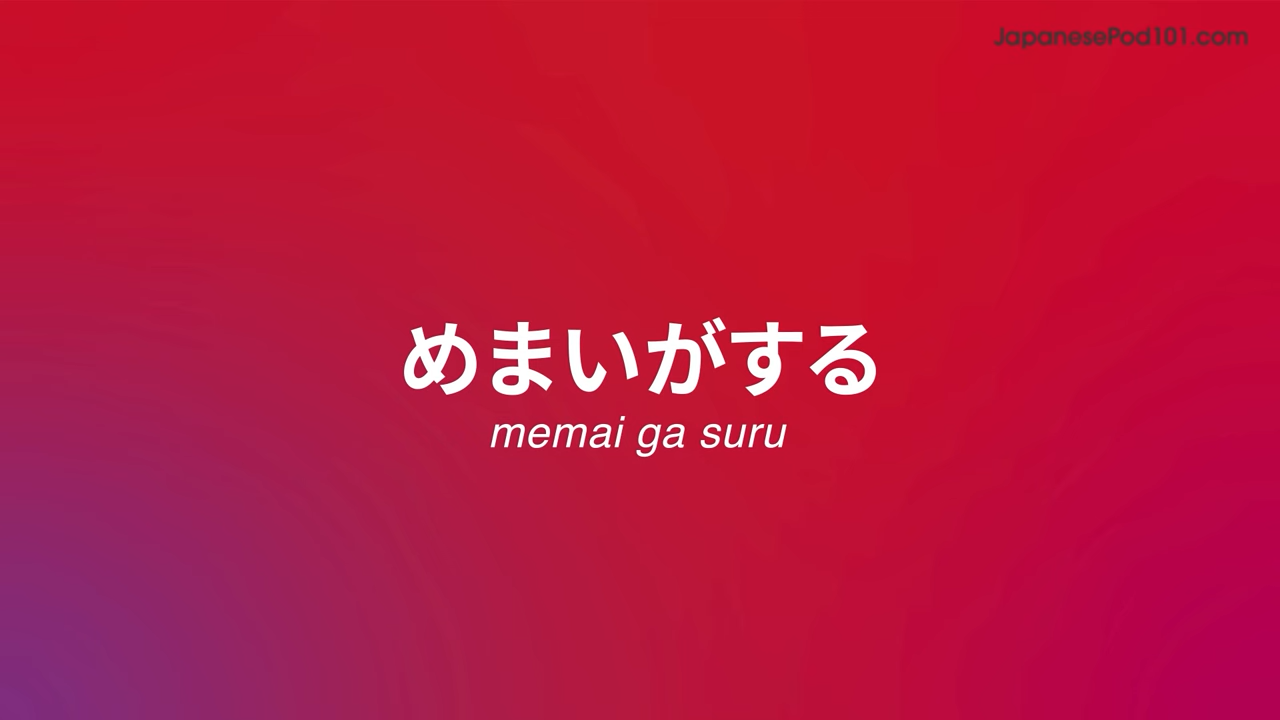 JapanesePod101.com
めまいがする
memai ga suru